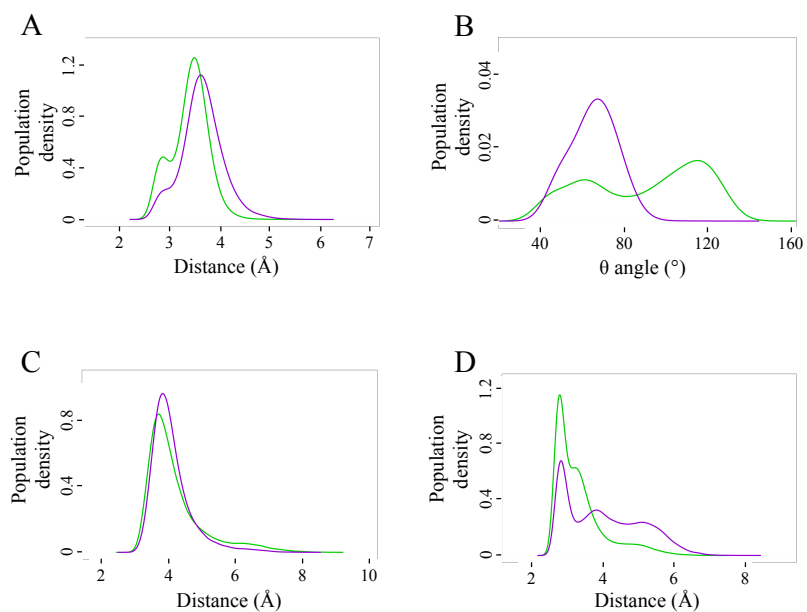 A
Population
density
0
0.4
0.8
1.2
2
3
4
5
6
7
Distance (Å)
B
Population
density
0
0.02
0.04
40
80
120
160
θ angle (°)
C
Population
density
0
0.4
0.8
2
4
6
8
10
Distance (Å)
D
Population
density
0
0.4
0.8
1.2
2
4
6
8
Distance (Å)